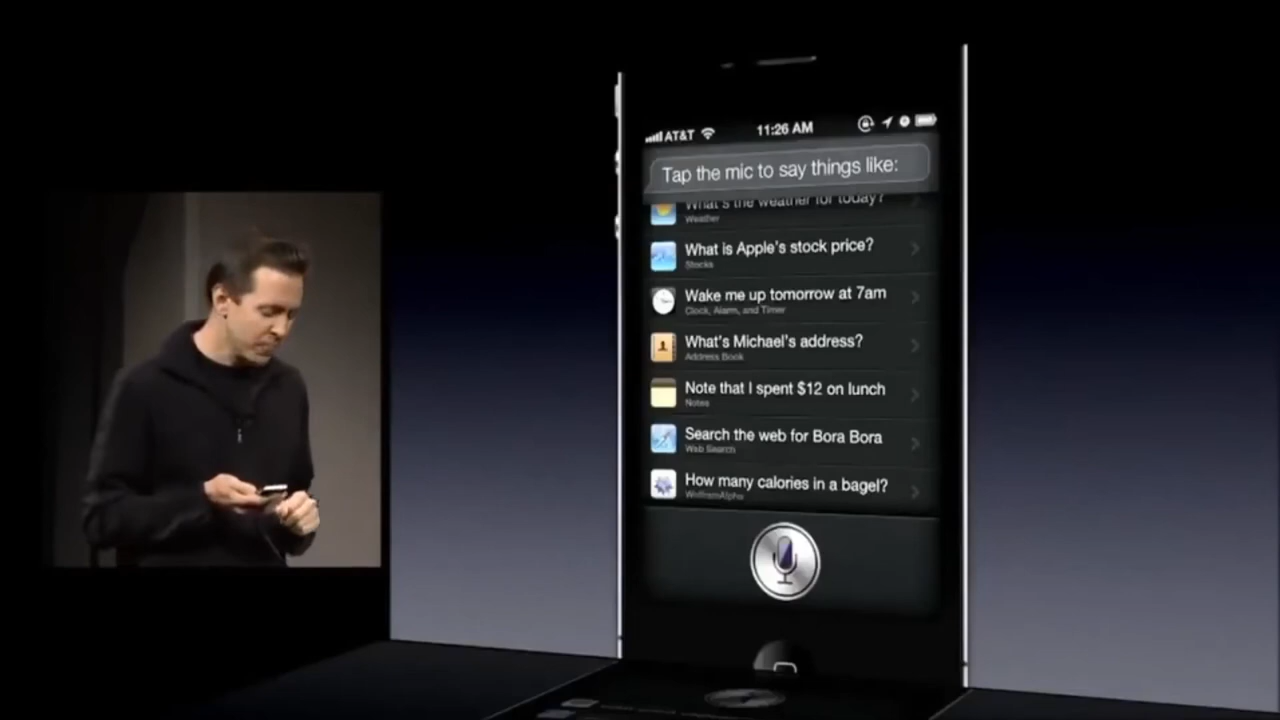 AT&T
11:26 AM
Tap the mic to say things like:
What's the weather for today?
Weather
What is Apple's stock price?
Stocks
Wake me up tomorrow at 7am
Clock, Alarm, and Timer
What's Michael's address?
Address Book
Note that I spent $12 on lunch
Notes
Search the web for Bora Bora
Web Search
How many calories in a bagel?
WolframAlpha